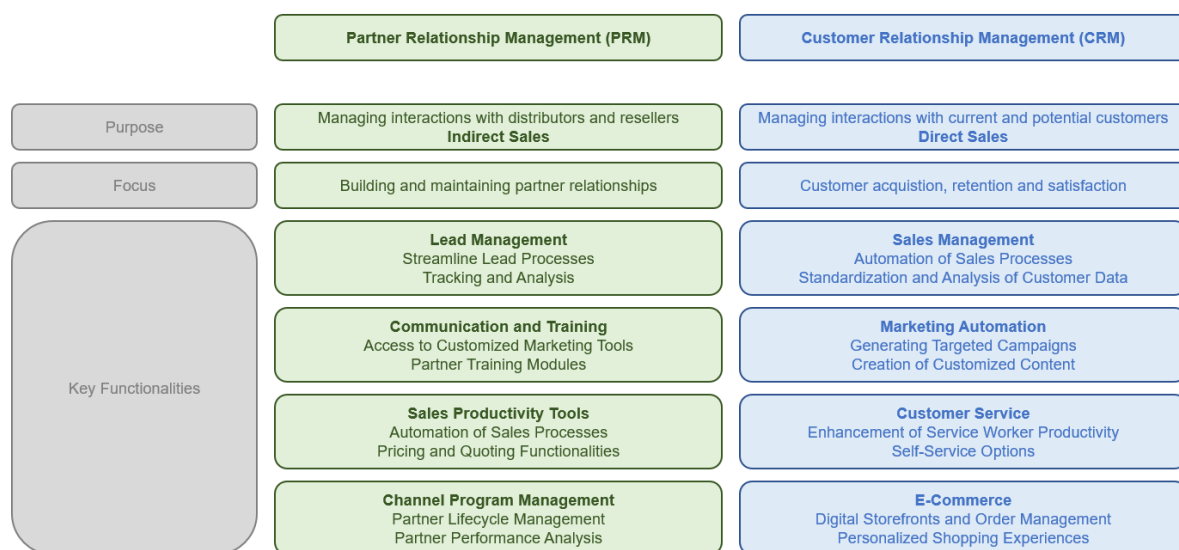 Partner Relationship Management (PRM)
Customer Relationship Management (CRM)
Purpose
Managing interactions with distributors and resellers
Indirect Sales
Managing interactions with current and potential customers
Direct Sales
Focus
Building and maintaining partner relationships
Customer acquistion, retention and satisfaction
Key Functionalities
Lead Management
Streamline Lead Processes
Tracking and Analysis
Sales Management
Automation of Sales Processes
Standardization and Analysis of Customer Data
Communication and Training
Access to Customized Marketing Tools
Partner Training Modules
Marketing Automation
Generating Targeted Campaigns
Creation of Customized Content
Sales Productivity Tools
Automation of Sales Processes
Pricing and Quoting Functionalities
Customer Service
Enhancement of Service Worker Productivity
Self-Service Options
Channel Program Management
Partner Lifecycle Management
Partner Performance Analysis
E-Commerce
Digital Storefronts and Order Management
Personalized Shopping Experiences